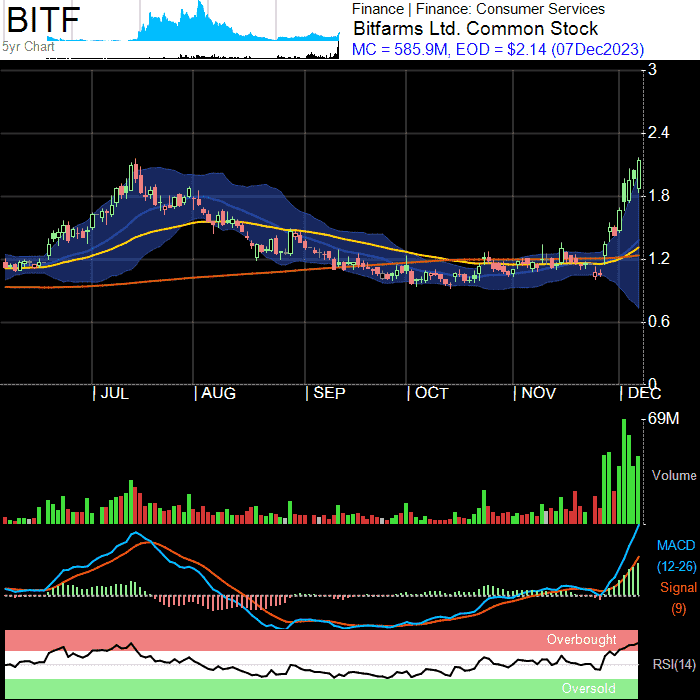 BITF
5yr Chart
Finance | Finance: Consumer Services
Bitfarms Ltd. Common Stock
MC = 585.9M, EOD = $2.14 (07Dec2023)
3
2.4
1.8
1.2
0.6
0
JUL AUG SEP OCT NOV DEC
69M
Volume
MACD
(12-26)
Signal
(9)
Overbought
RSI(14)
Oversold